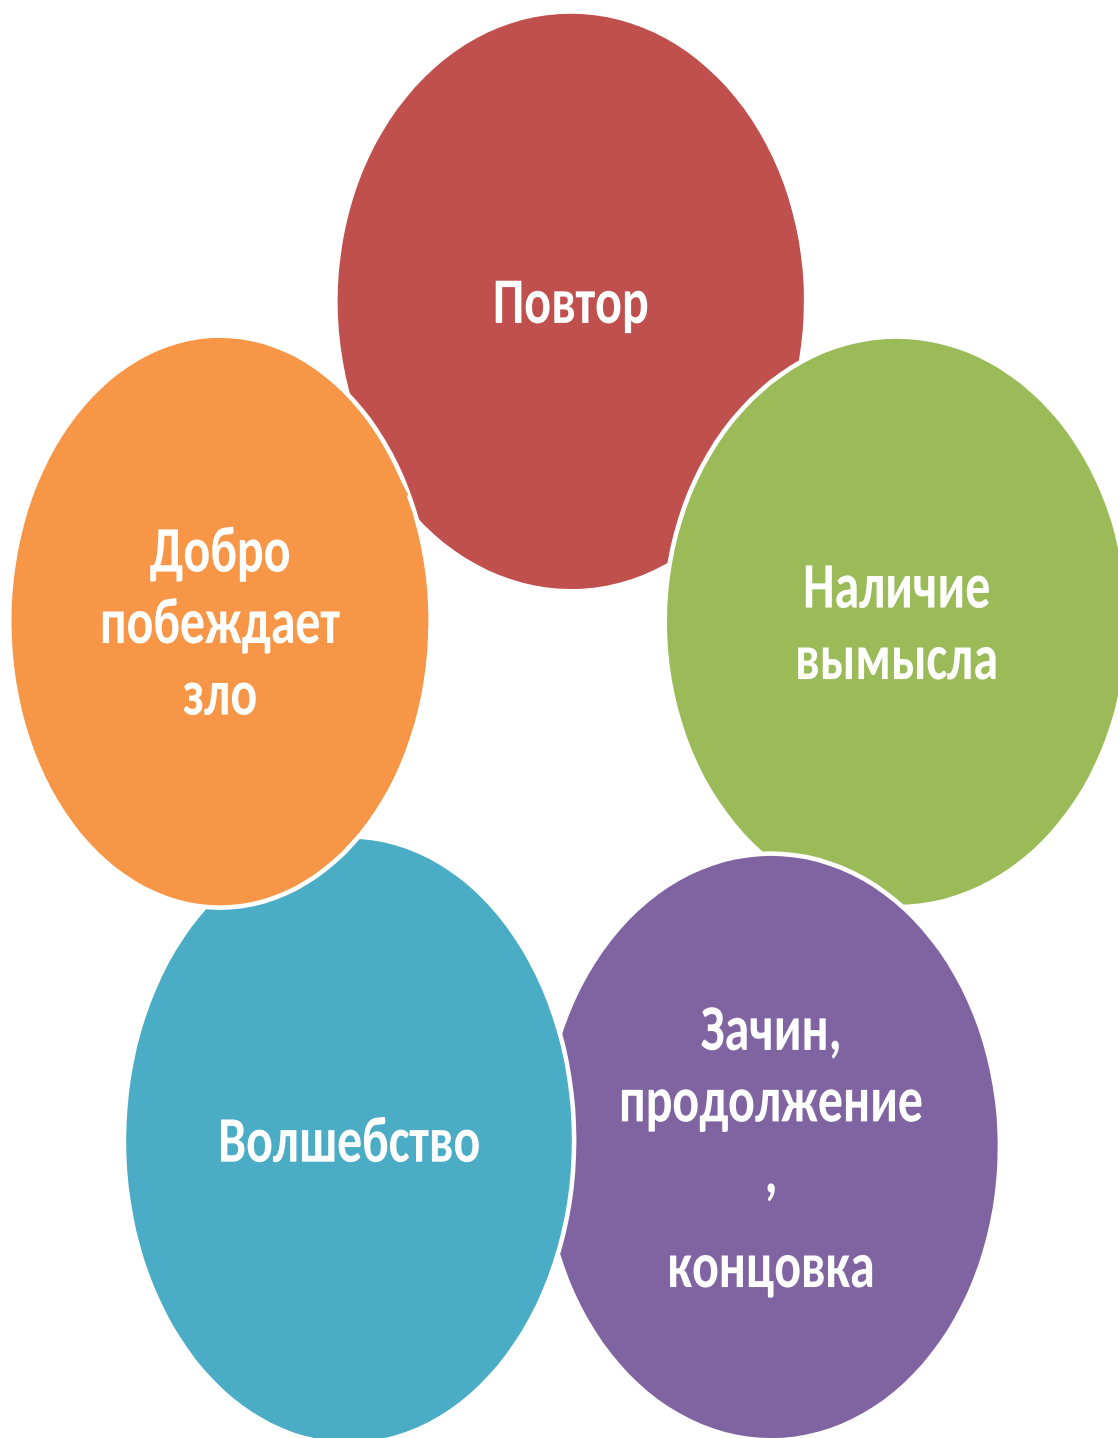 Повтор
Наличие
вымысла
Зачин,
продолжение
,
концовка
Волшебство
Добро
побеждает
зло